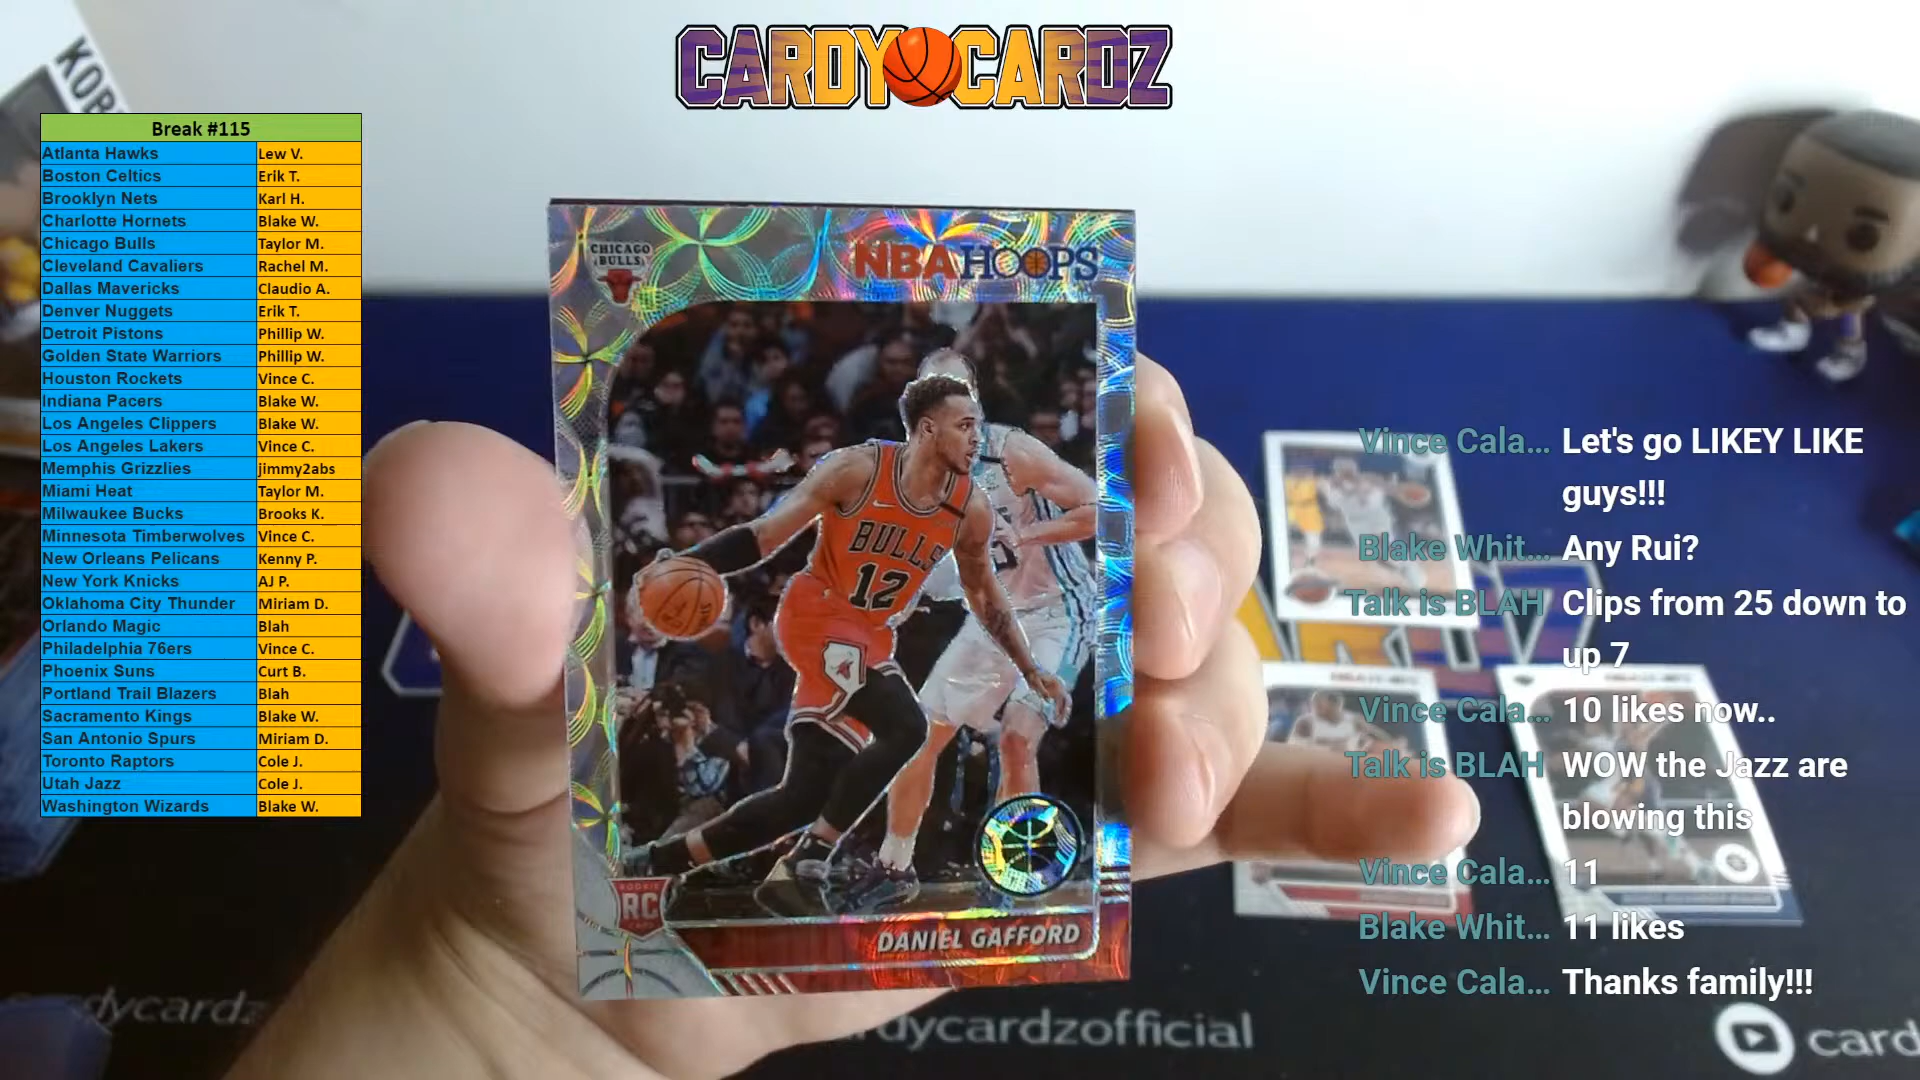 CARDY CARDZ
Break #115
Atlanta Hawks Lew V.
Boston Celtics Erik T.
Brooklyn Nets Karl H.
Charlotte Hornets Blake W.
Chicago Bulls Taylor M.
Cleveland Cavaliers Rachel M.
Dallas Mavericks Claudio A.
Denver Nuggets Erik T.
Detroit Pistons Phillip W.
Golden State Warriors Phillip W.
Houston Rockets Vince C.
Indiana Pacers Blake W.
Los Angeles Clippers Blake W.
Los Angeles Lakers Vince C.
Memphis Grizzlies jimmy2abs
Miami Heat Taylor M.
Milwaukee Bucks Brooks K.
Minnesota Timberwolves Vince C.
New Orleans Pelicans Kenny P.
New York Knicks AJ P.
Oklahoma City Thunder Miriam D.
Orlando Magic Blah
Philadelphia 76ers Vince C.
Phoenix Suns Curt B.
Portland Trail Blazers Blah
Sacramento Kings Blake W.
San Antonio Spurs Miriam D.
Toronto Raptors Cole J.
Utah Jazz Cole J.
Washington Wizards Blake W.
CHICAGO
BULLS
NBA HOOPS
BULLS
12
ROOKIE
RC
DANIEL GAFFORD
Vince Cala... Let's go LIKEY LIKE
guys!!!
Blake Whit... Any Rui?
Talk is BLAH Clips from 25 down to
up 7
Vince Cala... 10 likes now..
Talk is BLAH WOW the Jazz are
blowing this
Vince Cala... 11
Blake Whit... 11 likes
Vince Cala... Thanks family!!!
dycardz
dycardzofficial
card